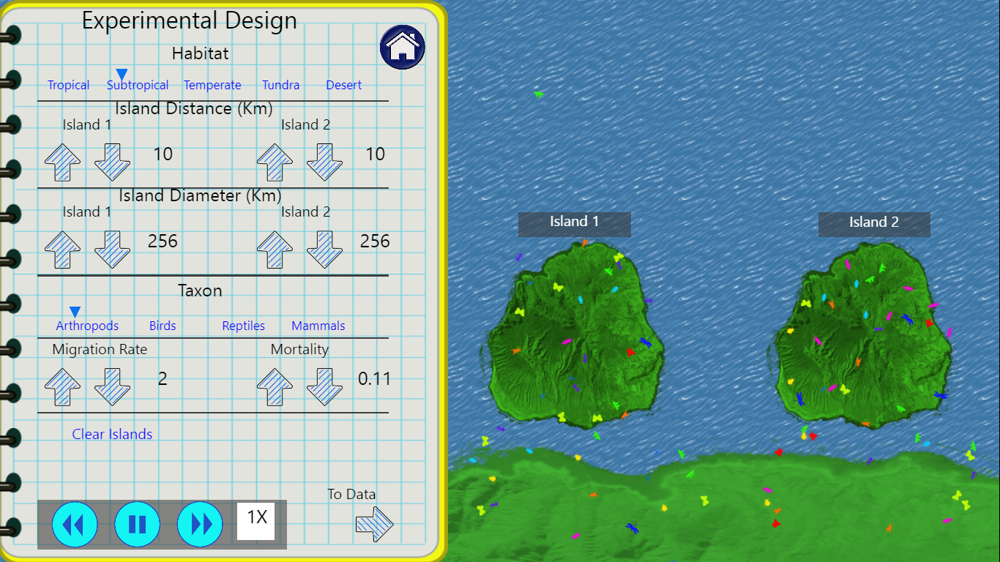 Experimental Design
Habitat
Tropical Subtropical Temperate Tundra Desert
Island Distance (Km)
Island 1 Island 2
10 10
Island Diameter (Km)
Island 1 Island 2
256 256
Taxon
Arthropods Birds Reptiles Mammals
Migration Rate Mortality
2 0.11
Clear Islands
To Data
1X
Island 1
Island 2